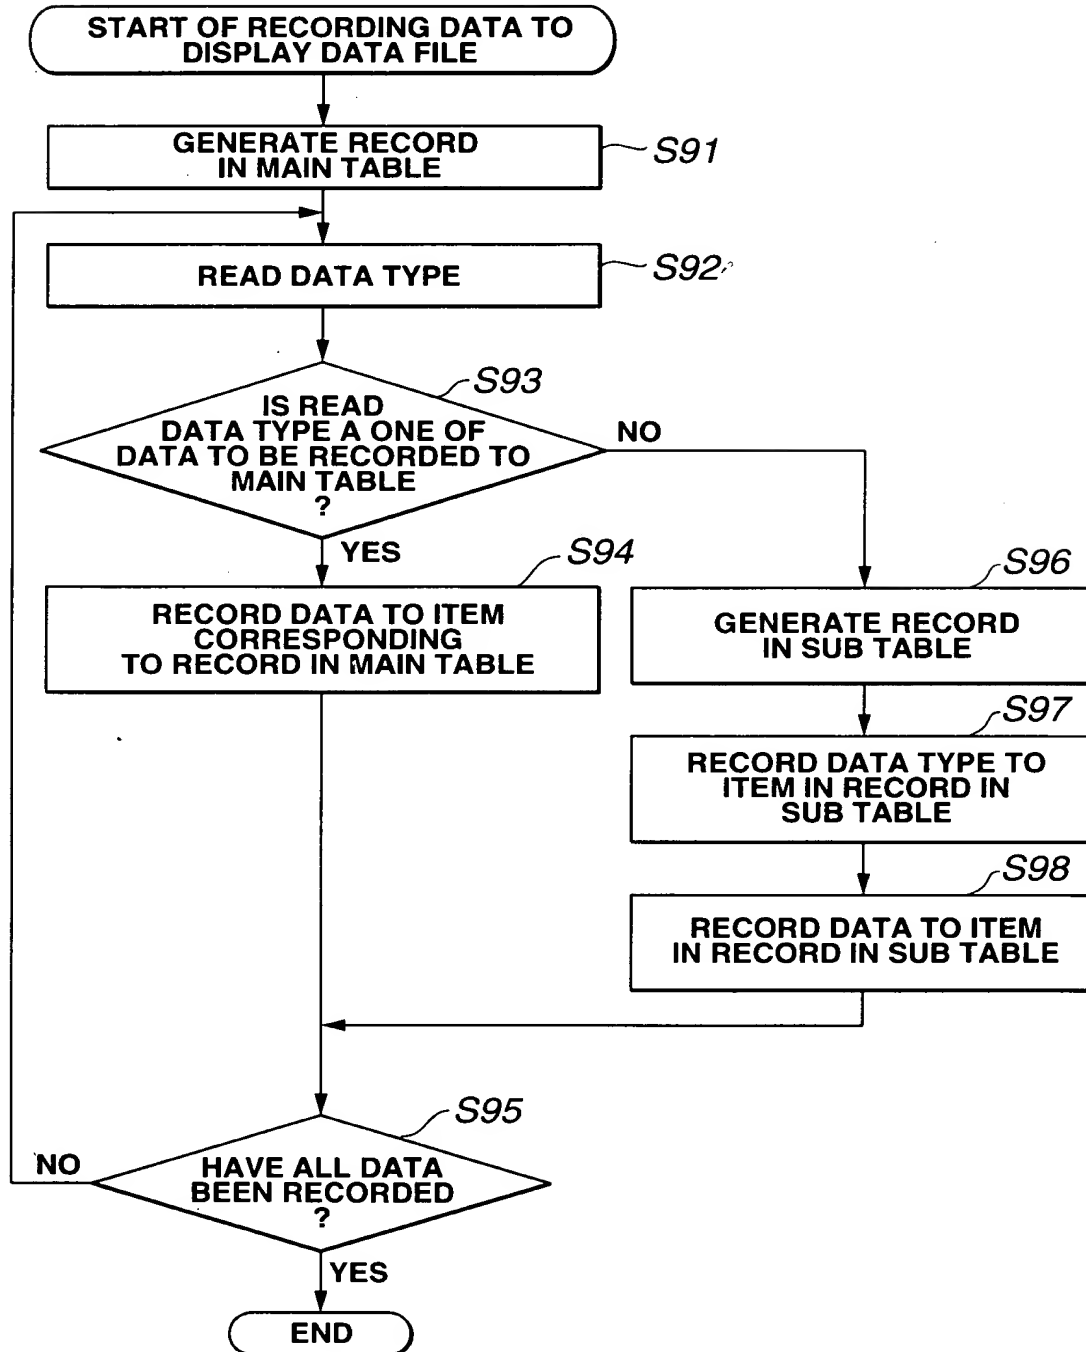 START OF RECORDING DATA TO
DISPLAY DATA FILE
GENERATE RECORD
IN MAIN TABLE
S91
READ DATA TYPE
S92
S93
IS READ
DATA TYPE A ONE OF
DATA TO BE RECORDED TO
MAIN TABLE
?
NO
YES
S94
RECORD DATA TO ITEM
CORRESPONDING
TO RECORD IN MAIN TABLE
S96
GENERATE RECORD
IN SUB TABLE
S97
RECORD DATA TYPE TO
ITEM IN RECORD IN
SUB TABLE
S98
RECORD DATA TO ITEM
IN RECORD IN SUB TABLE
S95
HAVE ALL DATA
BEEN RECORDED
?
NO
YES
END